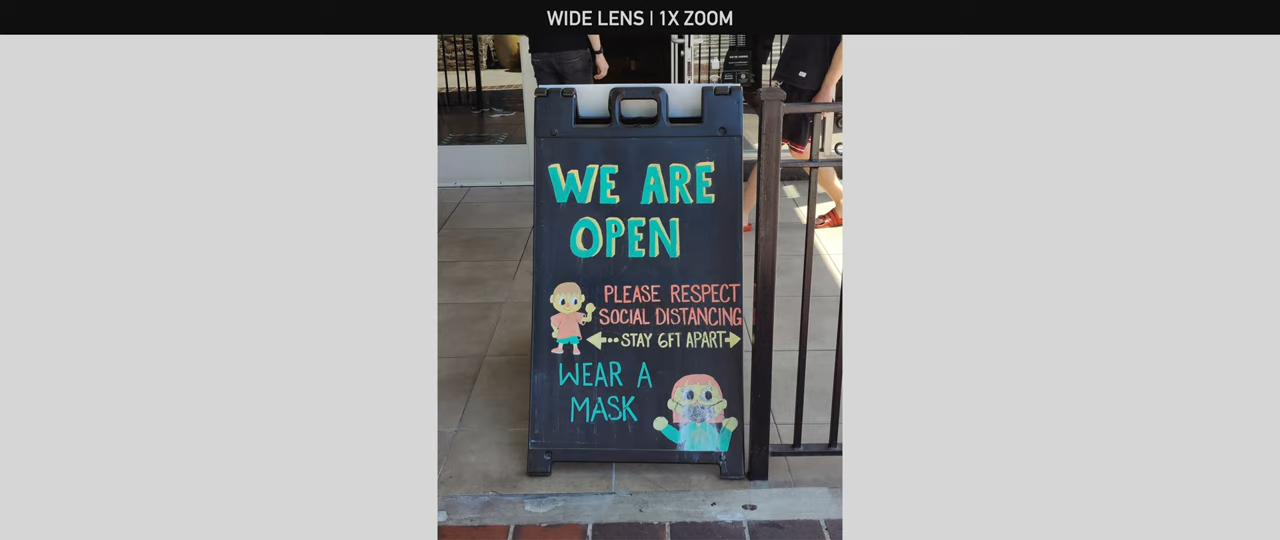 WIDE LENS | 1X ZOOM
WE ARE
OPEN
PLEASE RESPECT
SOCIAL DISTANCING
STAY 6FT APART
WEAR A
MASK